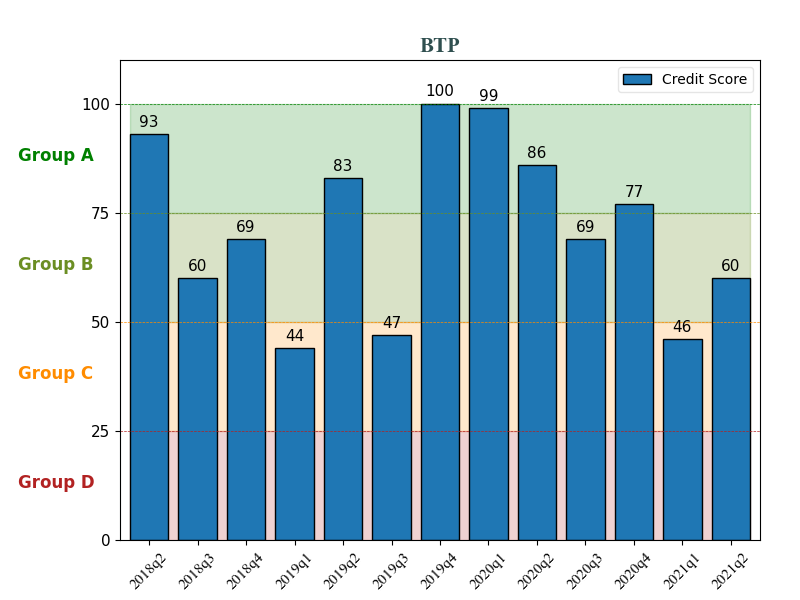 BTP
Credit Score
100
75
50
25
0
Group A
Group B
Group C
Group D
93
60
69
44
83
47
100
99
86
69
77
46
60
2018q2
2018q3
2018q4
2019q1
2019q2
2019q3
2019q4
2020q1
2020q2
2020q3
2020q4
2021q1
2021q2